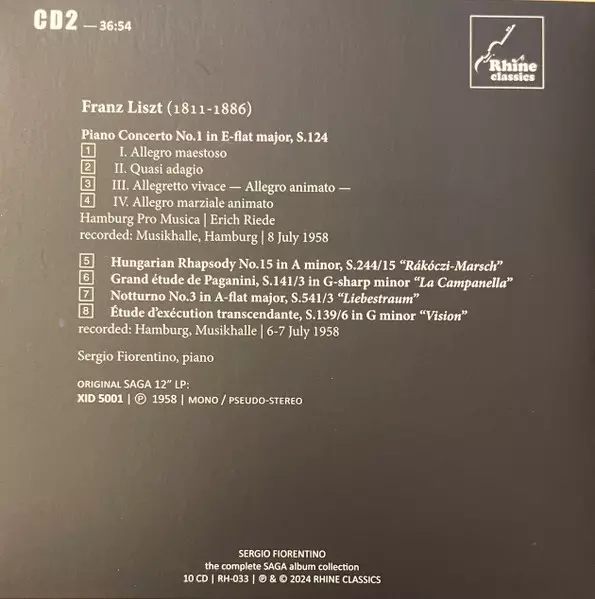 CD2 — 36:54
Rhine
classics
Franz Liszt (1811-1886)
Piano Concerto No.1 in E-flat major, S.124
1 I. Allegro maestoso
2 II. Quasi adagio
3 III. Allegretto vivace — Allegro animato —
4 IV. Allegro marziale animato
Hamburg Pro Musica | Erich Riede
recorded: Musikhalle, Hamburg | 8 July 1958
5 Hungarian Rhapsody No.15 in A minor, S.244/15 “Rákóczi-Marsch”
6 Grand étude de Paganini, S.141/3 in G-sharp minor “La Campanella”
7 Notturno No.3 in A-flat major, S.541/3 “Liebestraum”
8 Étude d’exécution transcendante, S.139/6 in G minor “Vision”
recorded: Hamburg, Musikhalle | 6-7 July 1958
Sergio Fiorentino, piano
ORIGINAL SAGA 12” LP:
XID 5001 | ℗ 1958 | MONO / PSEUDO-STEREO
SERGIO FIORENTINO
the complete SAGA album collection
10 CD | RH-033 | ℗ & © 2024 RHINE CLASSICS